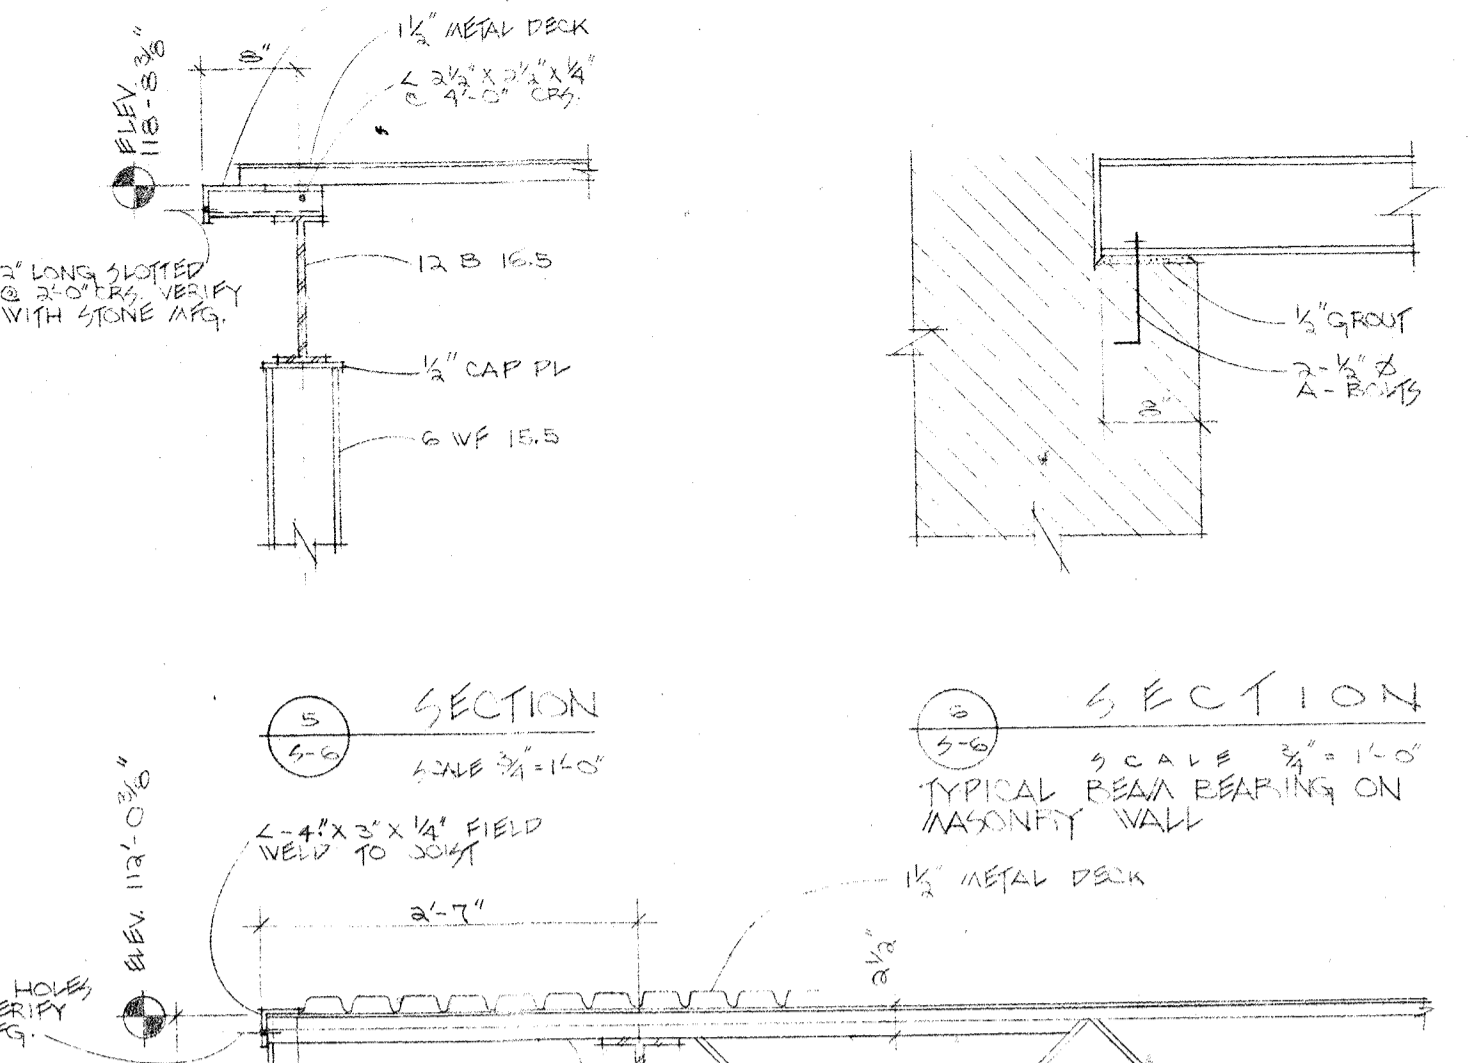 1½" METAL DECK
8"
∠ 2½" X 2½" X ¼"
@ 4'-0" CRS.
ELEV.
118-8 3/8"
2" LONG SLOTTED
@ 2'-0" CRS. VERIFY
WITH STONE MFG.
12 B 16.5
½" CAP PL
6 WF 15.5
½" GROUT
2-½" Ø
A-BOLTS
8"
5
S-6
SECTION
SCALE ¾"=1'-0"
6
S-6
SECTION
SCALE ¾" = 1'-0"
TYPICAL BEAM BEARING ON
MASONRY WALL
∠-4" X 3" X ¼" FIELD
WELD TO JOIST
ELEV. 112'-0 3/8"
1½" METAL DECK
2'-7"
2½"
HOLES
ERIFY
FG.